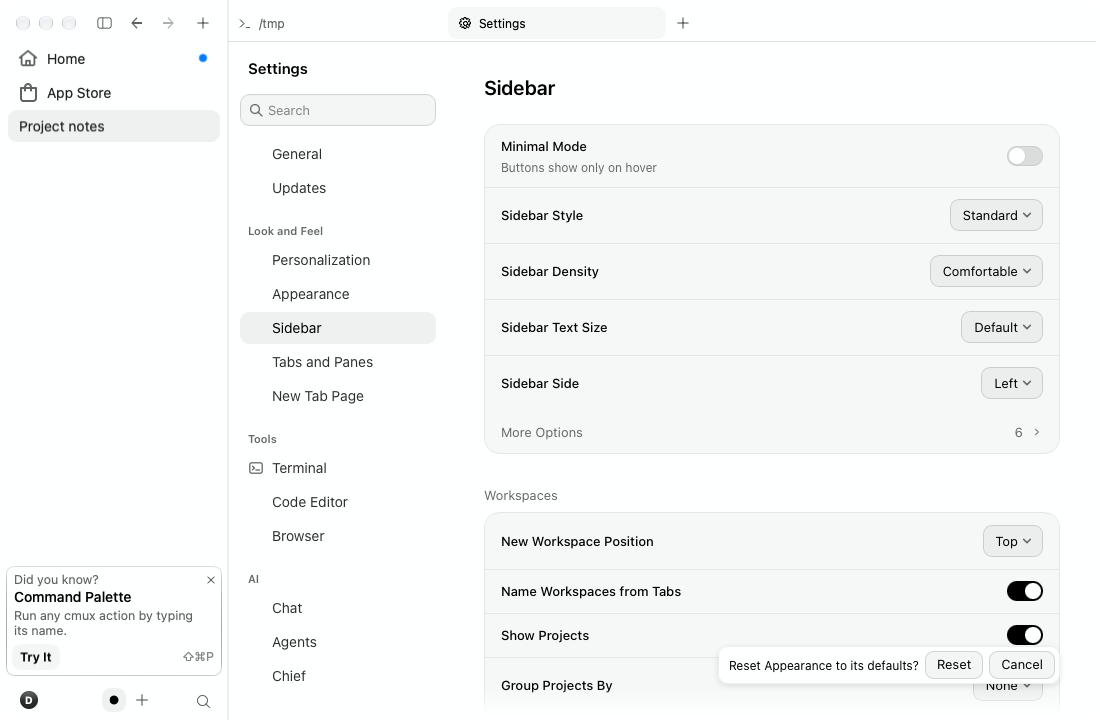 /tmp
Settings
Home
App Store
Project notes
Settings
Search
General
Updates
Look and Feel
Personalization
Appearance
Sidebar
Tabs and Panes
New Tab Page
Tools
Terminal
Code Editor
Browser
AI
Chat
Agents
Chief
Did you know?
Command Palette
Run any cmux action by typing
its name.
Try It
⇧⌘P
D
Sidebar
Minimal Mode
Buttons show only on hover
Sidebar Style
Standard
Sidebar Density
Comfortable
Sidebar Text Size
Default
Sidebar Side
Left
More Options
6
Workspaces
New Workspace Position
Top
Name Workspaces from Tabs
Show Projects
Reset Appearance to its defaults?
Reset
Cancel
Group Projects By
None